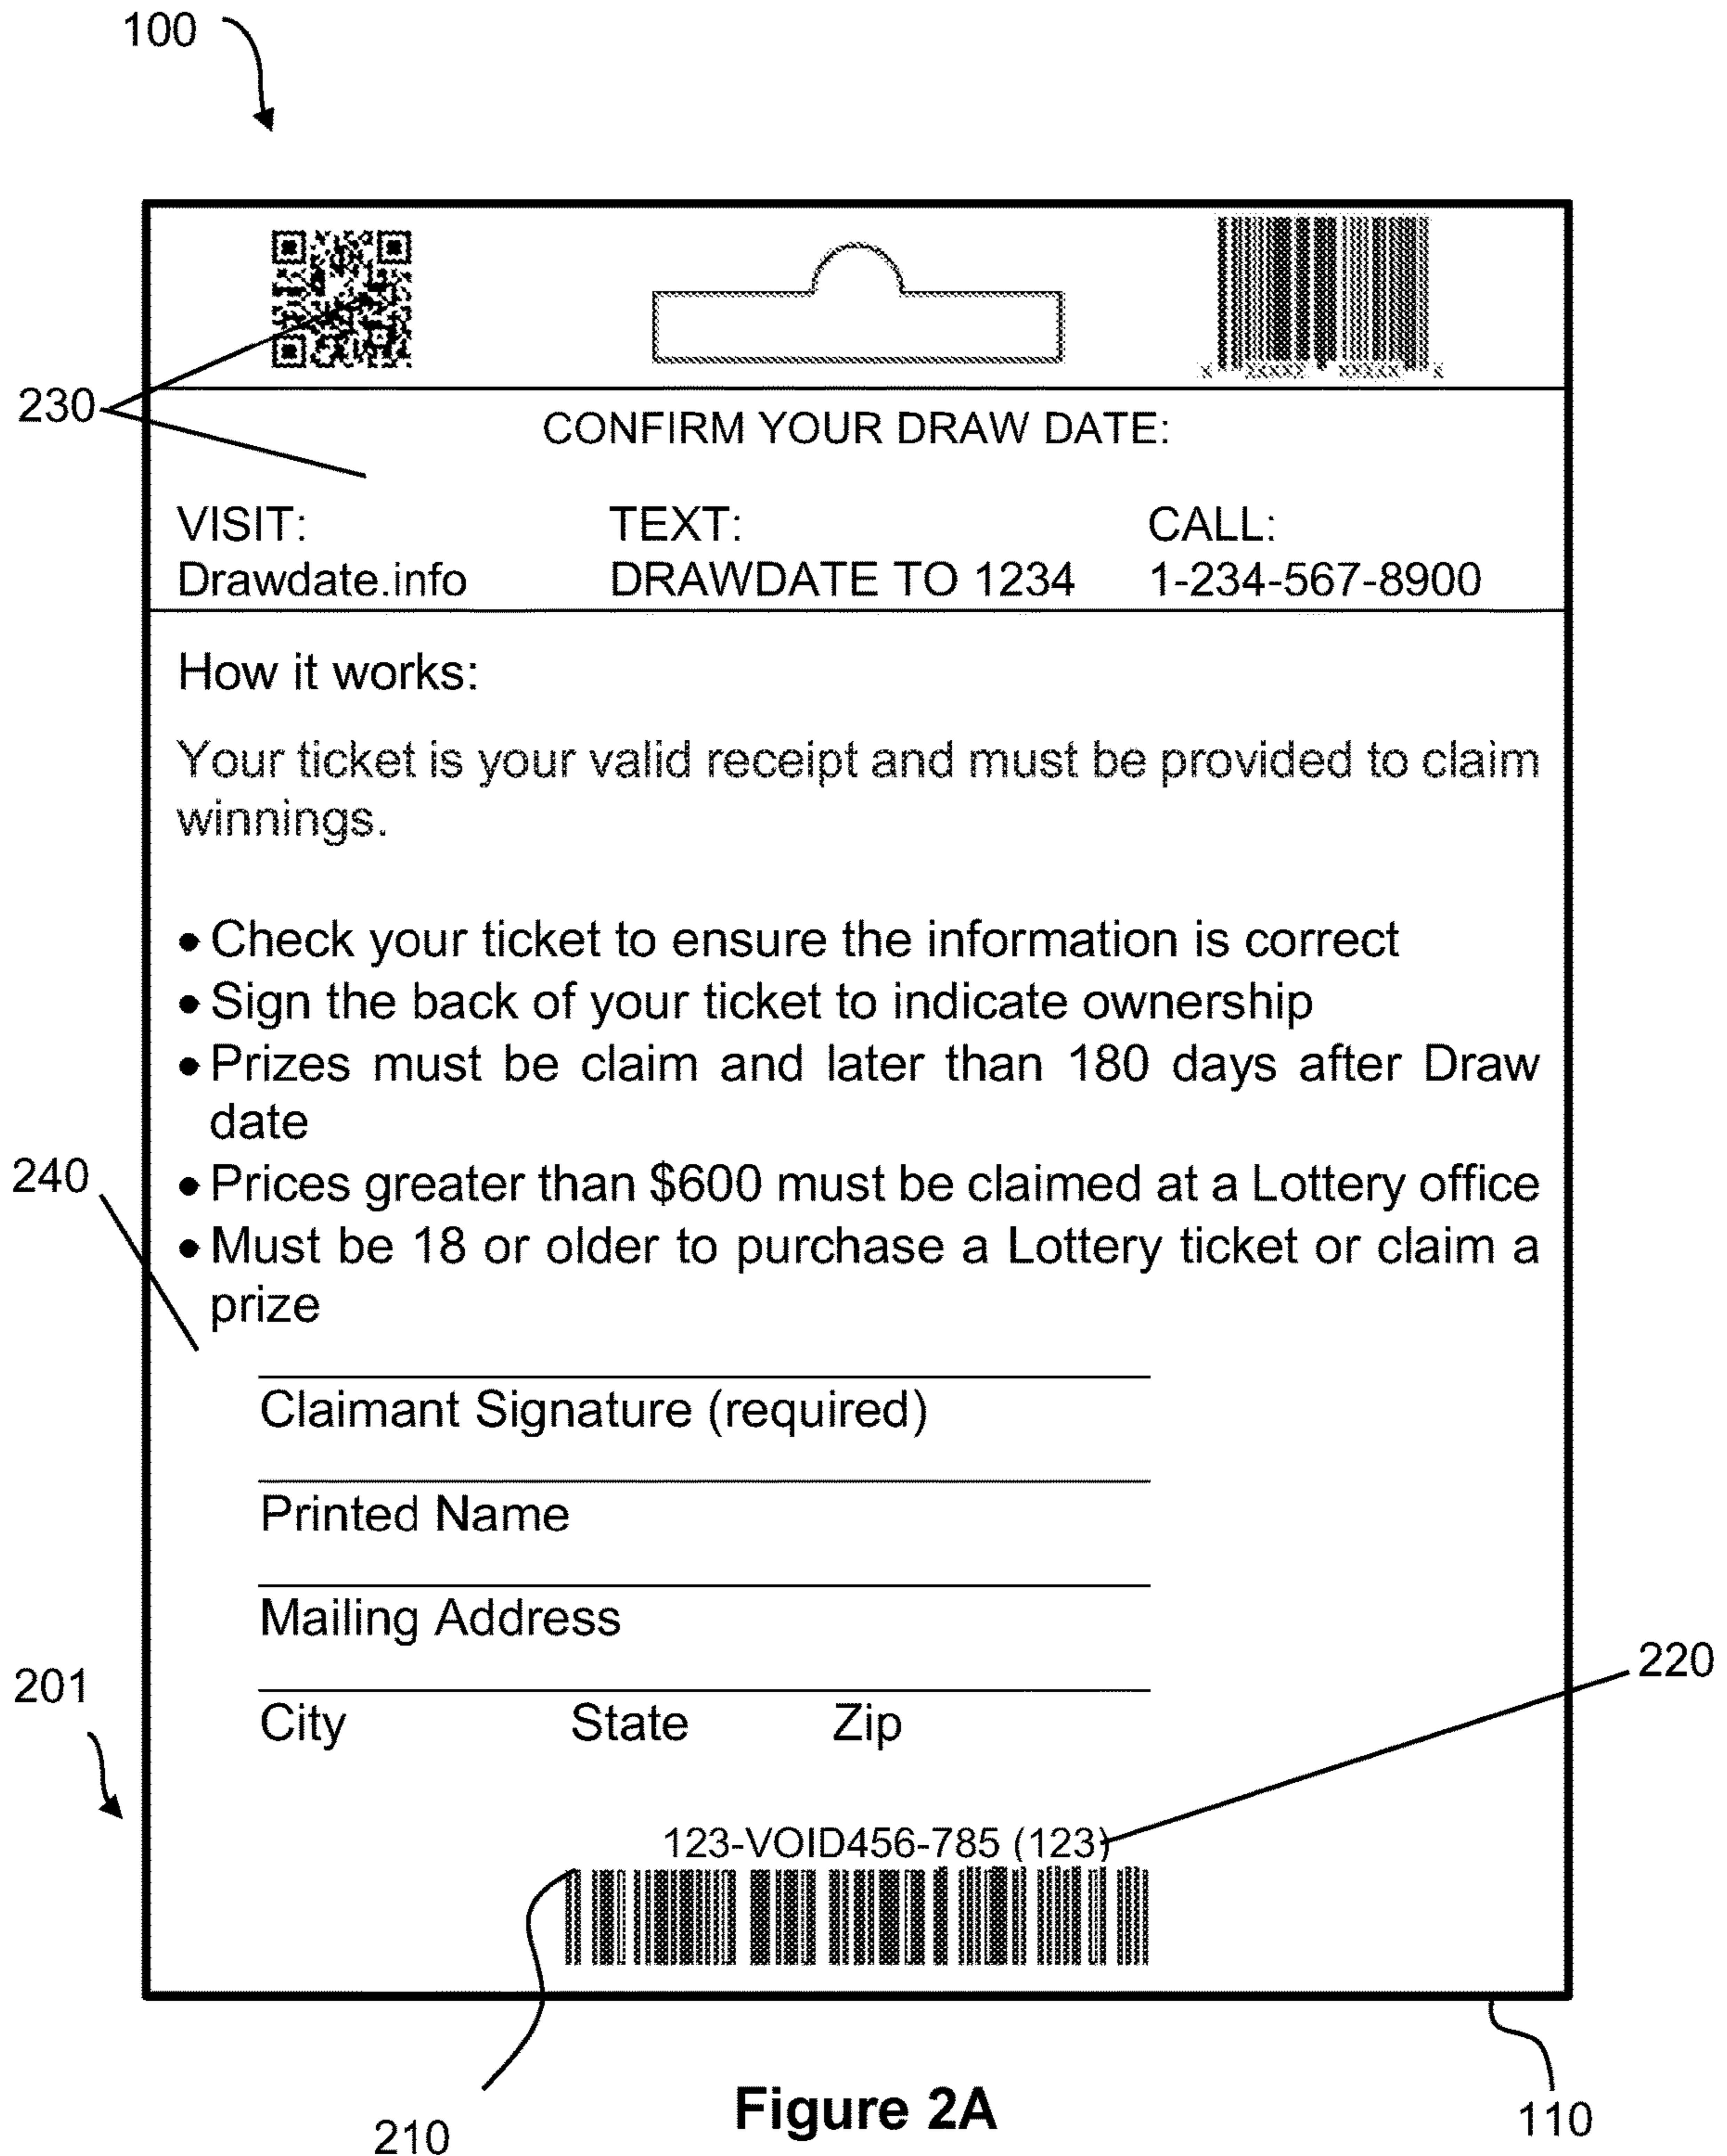 100
230
CONFIRM YOUR DRAW DATE:
VISIT: TEXT: CALL:
Drawdate.info DRAWDATE TO 1234 1-234-567-8900
How it works:
Your ticket is your valid receipt and must be provided to claim
winnings.
• Check your ticket to ensure the information is correct
• Sign the back of your ticket to indicate ownership
• Prizes must be claim and later than 180 days after Draw
date
240
• Prices greater than $600 must be claimed at a Lottery office
• Must be 18 or older to purchase a Lottery ticket or claim a
prize
Claimant Signature (required)
Printed Name
Mailing Address
220
201
City State Zip
123-VOID456-785 (123)
210
Figure 2A
110